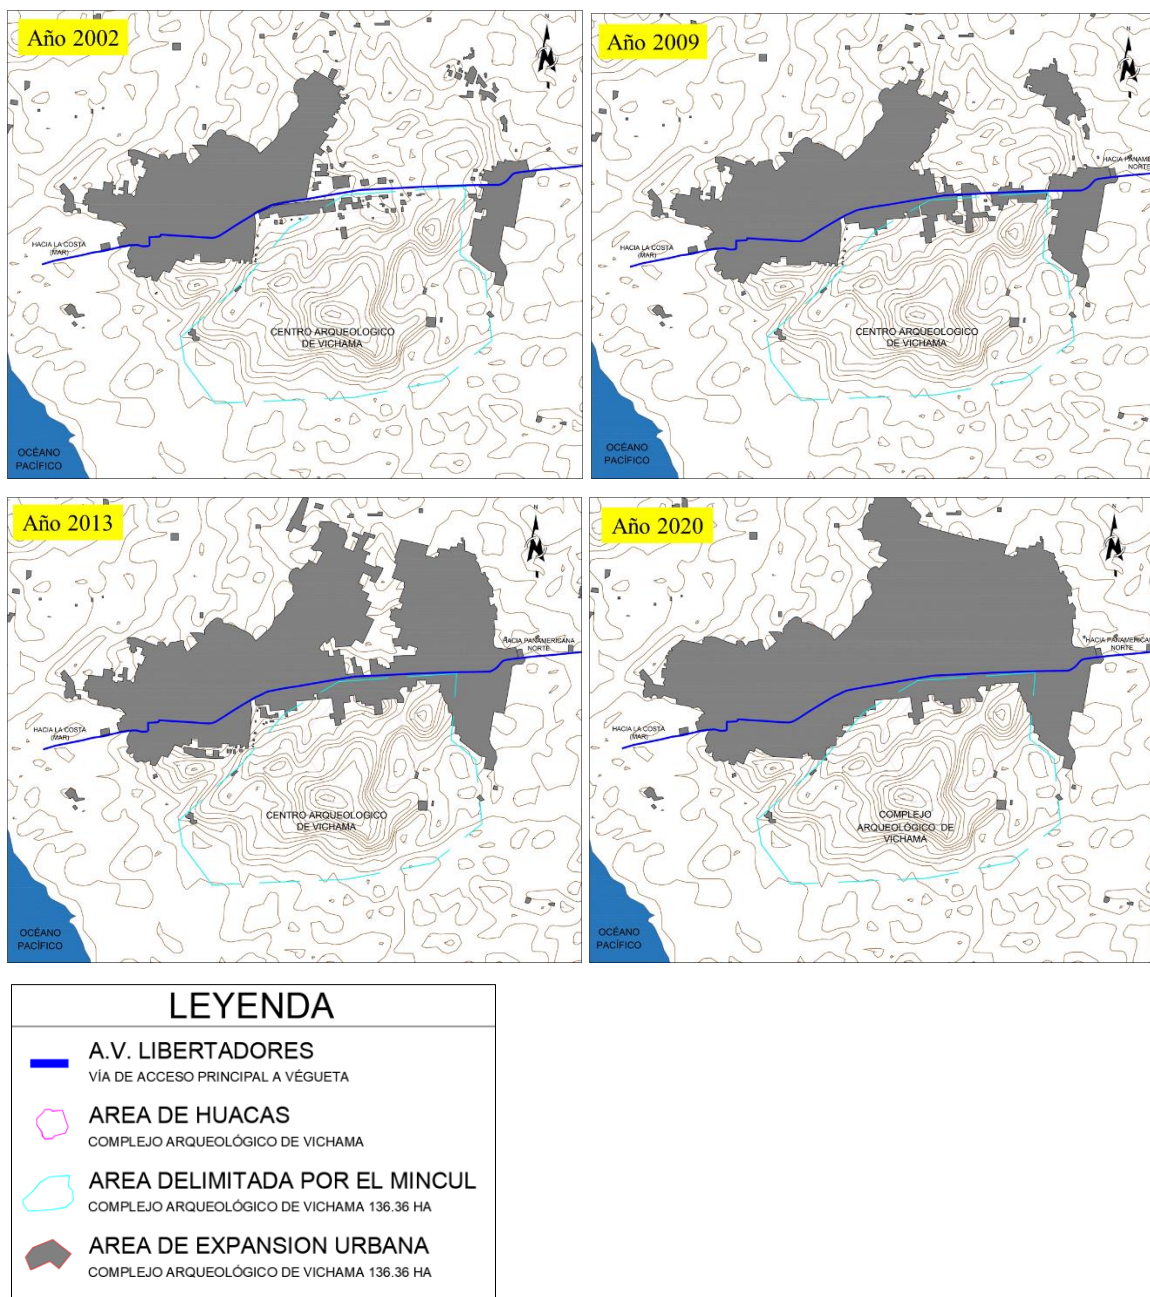 Año 2002
N
HACIA LA COSTA
(MAR)
CENTRO ARQUEOLOGICO
DE VICHAMA
OCÉANO
PACÍFICO
Año 2009
N
HACIA PANAME
NORTE
HACIA LA COSTA
(MAR)
CENTRO ARQUEOLOGICO
DE VICHAMA
OCÉANO
PACÍFICO
Año 2013
N
HACIA PANAMERICANA
NORTE
HACIA LA COSTA
(MAR)
CENTRO ARQUEOLOGICO
DE VICHAMA
OCÉANO
PACÍFICO
Año 2020
N
HACIA PANAMERICAN
NORTE
HACIA LA COSTA
(MAR)
COMPLEJO
ARQUEOLÓGICO DE
VICHAMA
OCÉANO
PACÍFICO
LEYENDA
A.V. LIBERTADORES
VÍA DE ACCESO PRINCIPAL A VÉGUETA
AREA DE HUACAS
COMPLEJO ARQUEOLÓGICO DE VICHAMA
AREA DELIMITADA POR EL MINCUL
COMPLEJO ARQUEOLÓGICO DE VICHAMA 136.36 HA
AREA DE EXPANSION URBANA
COMPLEJO ARQUEOLÓGICO DE VICHAMA 136.36 HA